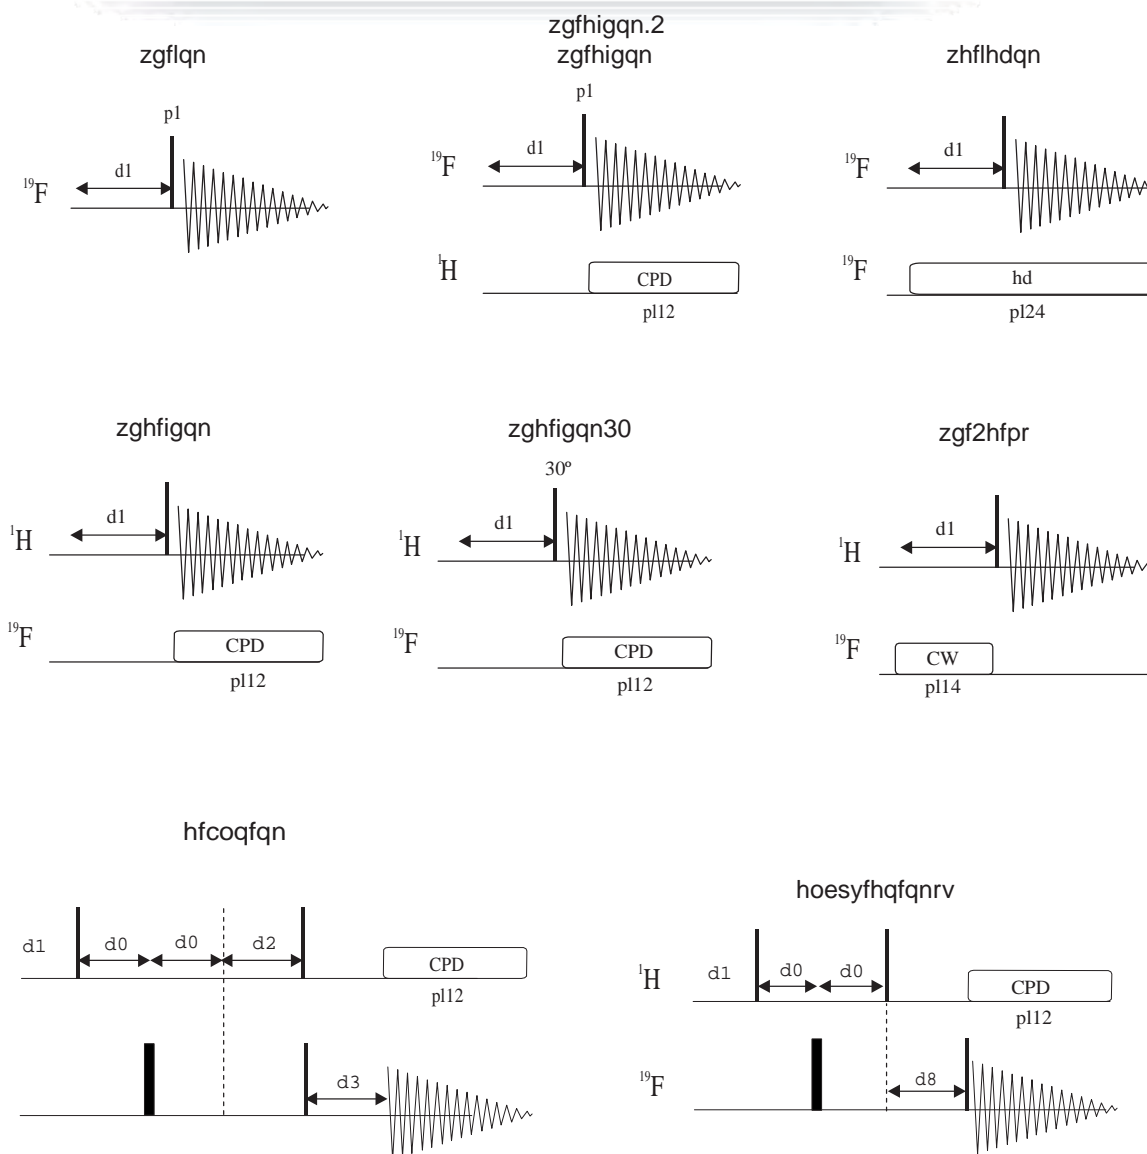 zgflqn
p1
d1
19F
zgfhigqn.2
zgfhigqn
p1
d1
19F
1H
CPD
pl12
zhflhdqn
d1
19F
19F
hd
pl24
zghfigqn
d1
1H
19F
CPD
pl12
zghfigqn30
30º
d1
1H
19F
CPD
pl12
zgf2hfpr
d1
1H
19F
CW
pl14
hfcoqfqn
d1
d0
d0
d2
CPD
pl12
d3
hoesyfhqfqnrv
1H
d1
d0
d0
CPD
pl12
19F
d8